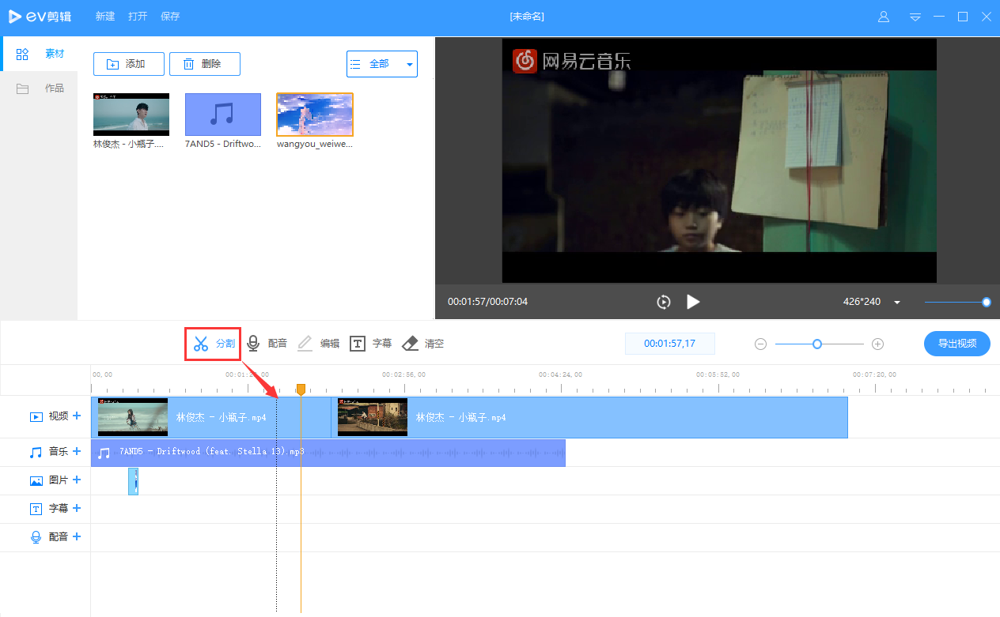 EV剪辑 新建 打开 保存 [未命名]
素材
作品
添加 删除 全部
林俊杰 - 小瓶子....
7AND5 - Driftwo...
wangyou_weiwe...
网易云音乐
00:01:57/00:07:04 426*240
分割 配音 编辑 字幕 清空 00:01:57,17 导出视频
00,00 00:02:56,00 00:04:24,00 00:05:52,00 00:07:20,00
视频 + 林俊杰 - 小瓶子.mp4 林俊杰 - 小瓶子.mp4
音乐 + 7AND5 - Driftwood (feat. Stella 13).mp3
图片 +
字幕 +
配音 +